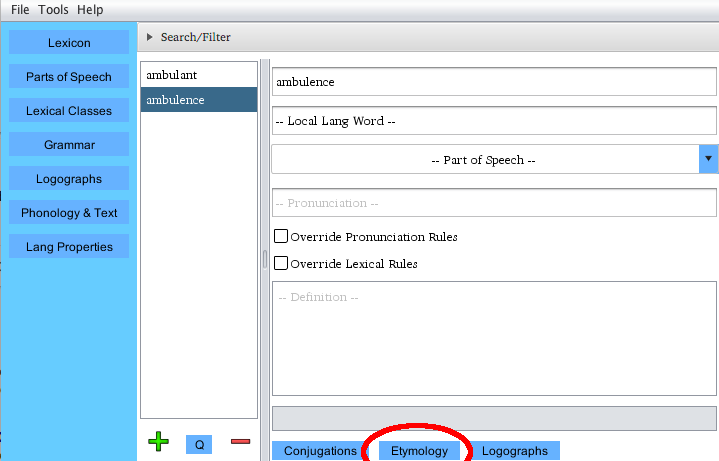 File Tools Help
Lexicon
Parts of Speech
Lexical Classes
Grammar
Logographs
Phonology & Text
Lang Properties
Search/Filter
ambulant
ambulence
Q
ambulence
-- Local Lang Word --
-- Part of Speech --
-- Pronunciation --
Override Pronunciation Rules
Override Lexical Rules
-- Definition --
Conjugations Etymology Logographs